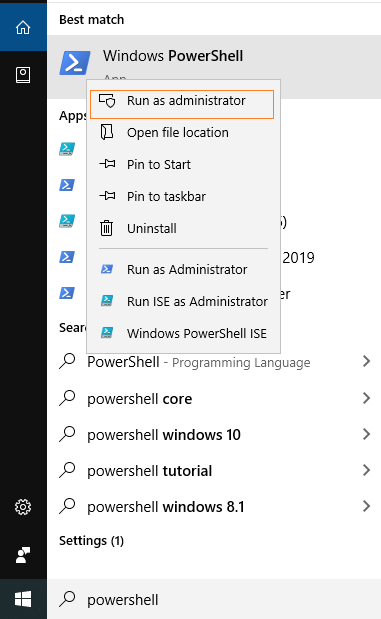 Best match
Windows PowerShell
App
Run as administrator
Apps
Open file location
Pin to Start
Pin to taskbar
Uninstall
2019
Run as Administrator
Run ISE as Administrator
Windows PowerShell ISE
PowerShell - Programming Language
powershell core
powershell windows 10
powershell tutorial
powershell windows 8.1
Settings (1)
powershell